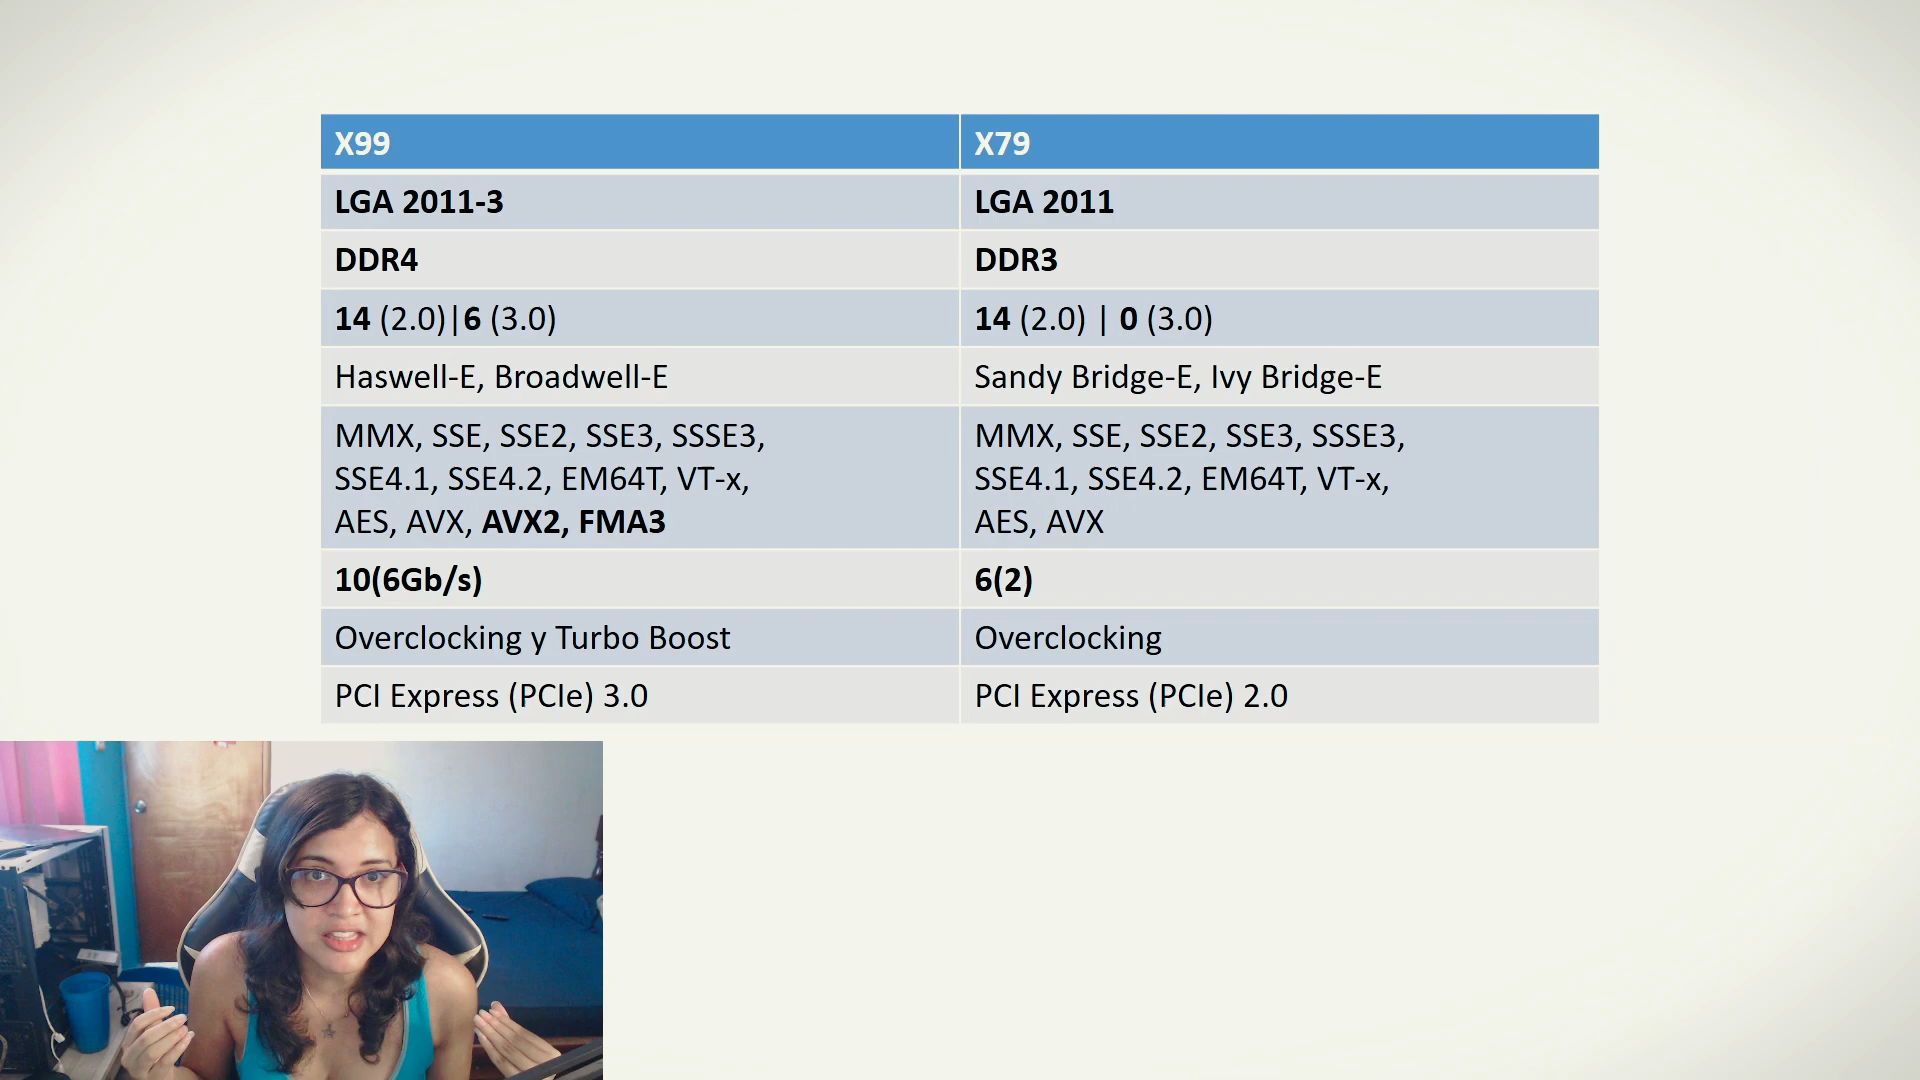 X99
X79
LGA 2011-3
LGA 2011
DDR4
DDR3
14 (2.0)|6 (3.0)
14 (2.0) | 0 (3.0)
Haswell-E, Broadwell-E
Sandy Bridge-E, Ivy Bridge-E
MMX, SSE, SSE2, SSE3, SSSE3,
SSE4.1, SSE4.2, EM64T, VT-x,
AES, AVX, AVX2, FMA3
MMX, SSE, SSE2, SSE3, SSSE3,
SSE4.1, SSE4.2, EM64T, VT-x,
AES, AVX
10(6Gb/s)
6(2)
Overclocking y Turbo Boost
Overclocking
PCI Express (PCIe) 3.0
PCI Express (PCIe) 2.0